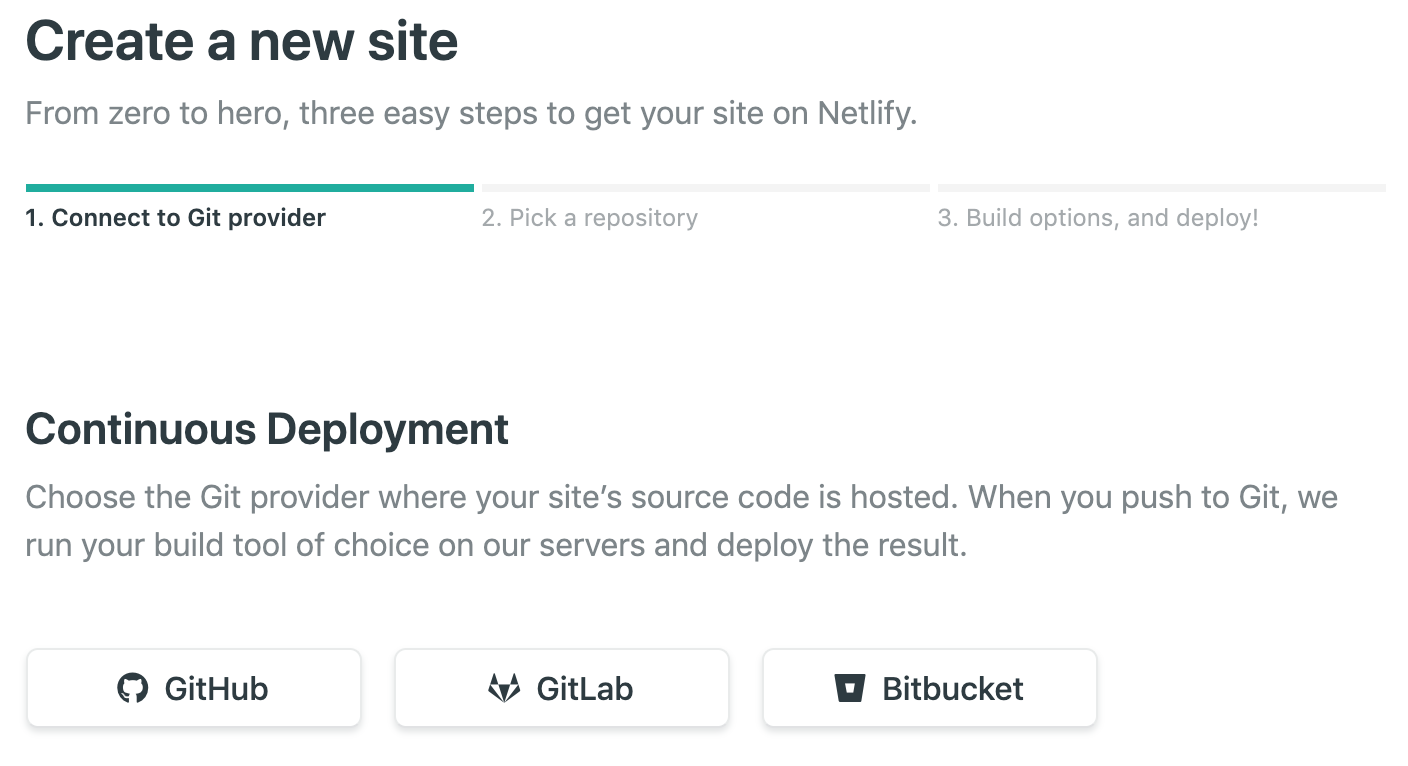 Create a new site
From zero to hero, three easy steps to get your site on Netlify.
1. Connect to Git provider
2. Pick a repository
3. Build options, and deploy!
Continuous Deployment
Choose the Git provider where your site’s source code is hosted. When you push to Git, we
run your build tool of choice on our servers and deploy the result.
GitHub
GitLab
Bitbucket